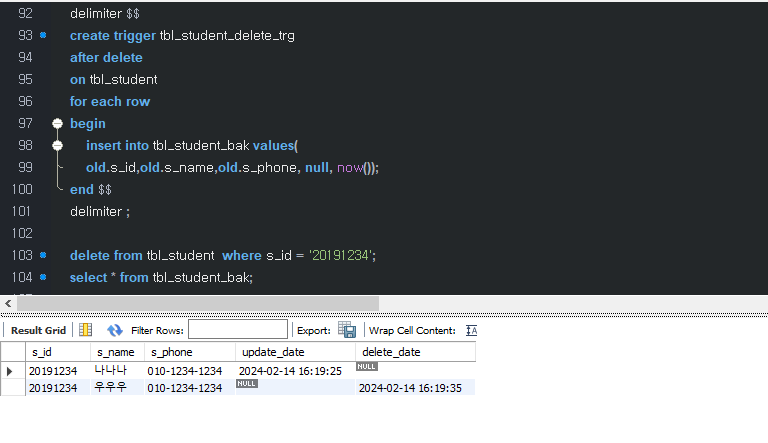 92 delimiter $$
93 create trigger tbl_student_delete_trg
94 after delete
95 on tbl_student
96 for each row
97 begin
98 insert into tbl_student_bak values(
99 old.s_id,old.s_name,old.s_phone, null, now());
100 end $$
101 delimiter ;
102
103 delete from tbl_student where s_id = '20191234';
104 select * from tbl_student_bak;
Result Grid Filter Rows: Export: Wrap Cell Content: IA
s_id s_name s_phone update_date delete_date
20191234 나나나 010-1234-1234 2024-02-14 16:19:25 NULL
20191234 우우우 010-1234-1234 NULL 2024-02-14 16:19:35